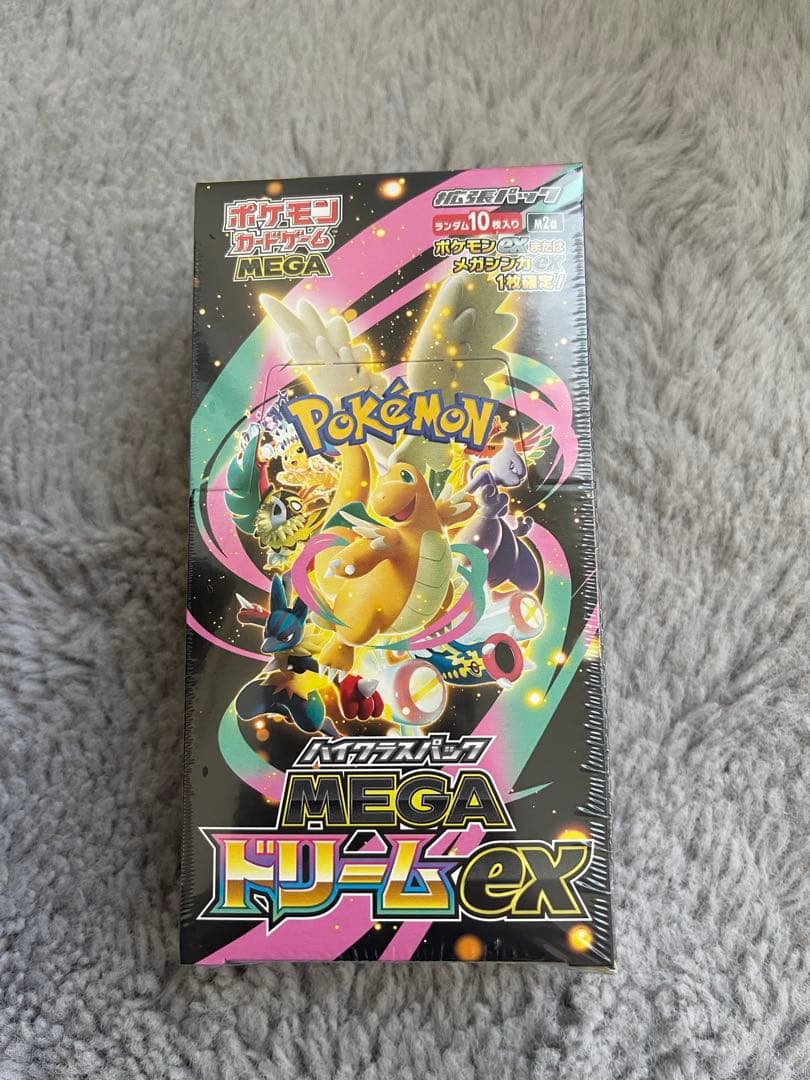 ポケモン
カードゲーム
MEGA
拡張パック
ランダム10枚入り M2a
ポケモンexまたは
メガシンカex
1枚確定!
POKéMON
TM
ハイクラスパック
MEGA
ドリームex